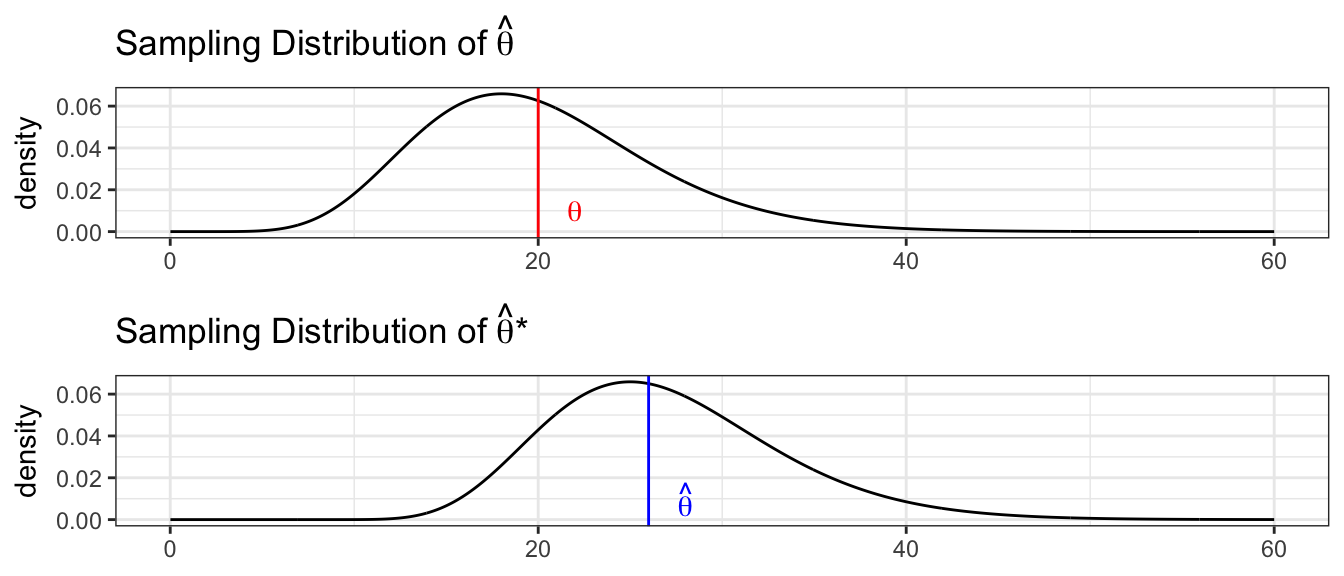 Sampling Distribution of θ̂
density
0.06
0.04
0.02
0.00
θ
0 20 40 60
Sampling Distribution of θ̂*
density
0.06
0.04
0.02
0.00
θ̂
0 20 40 60